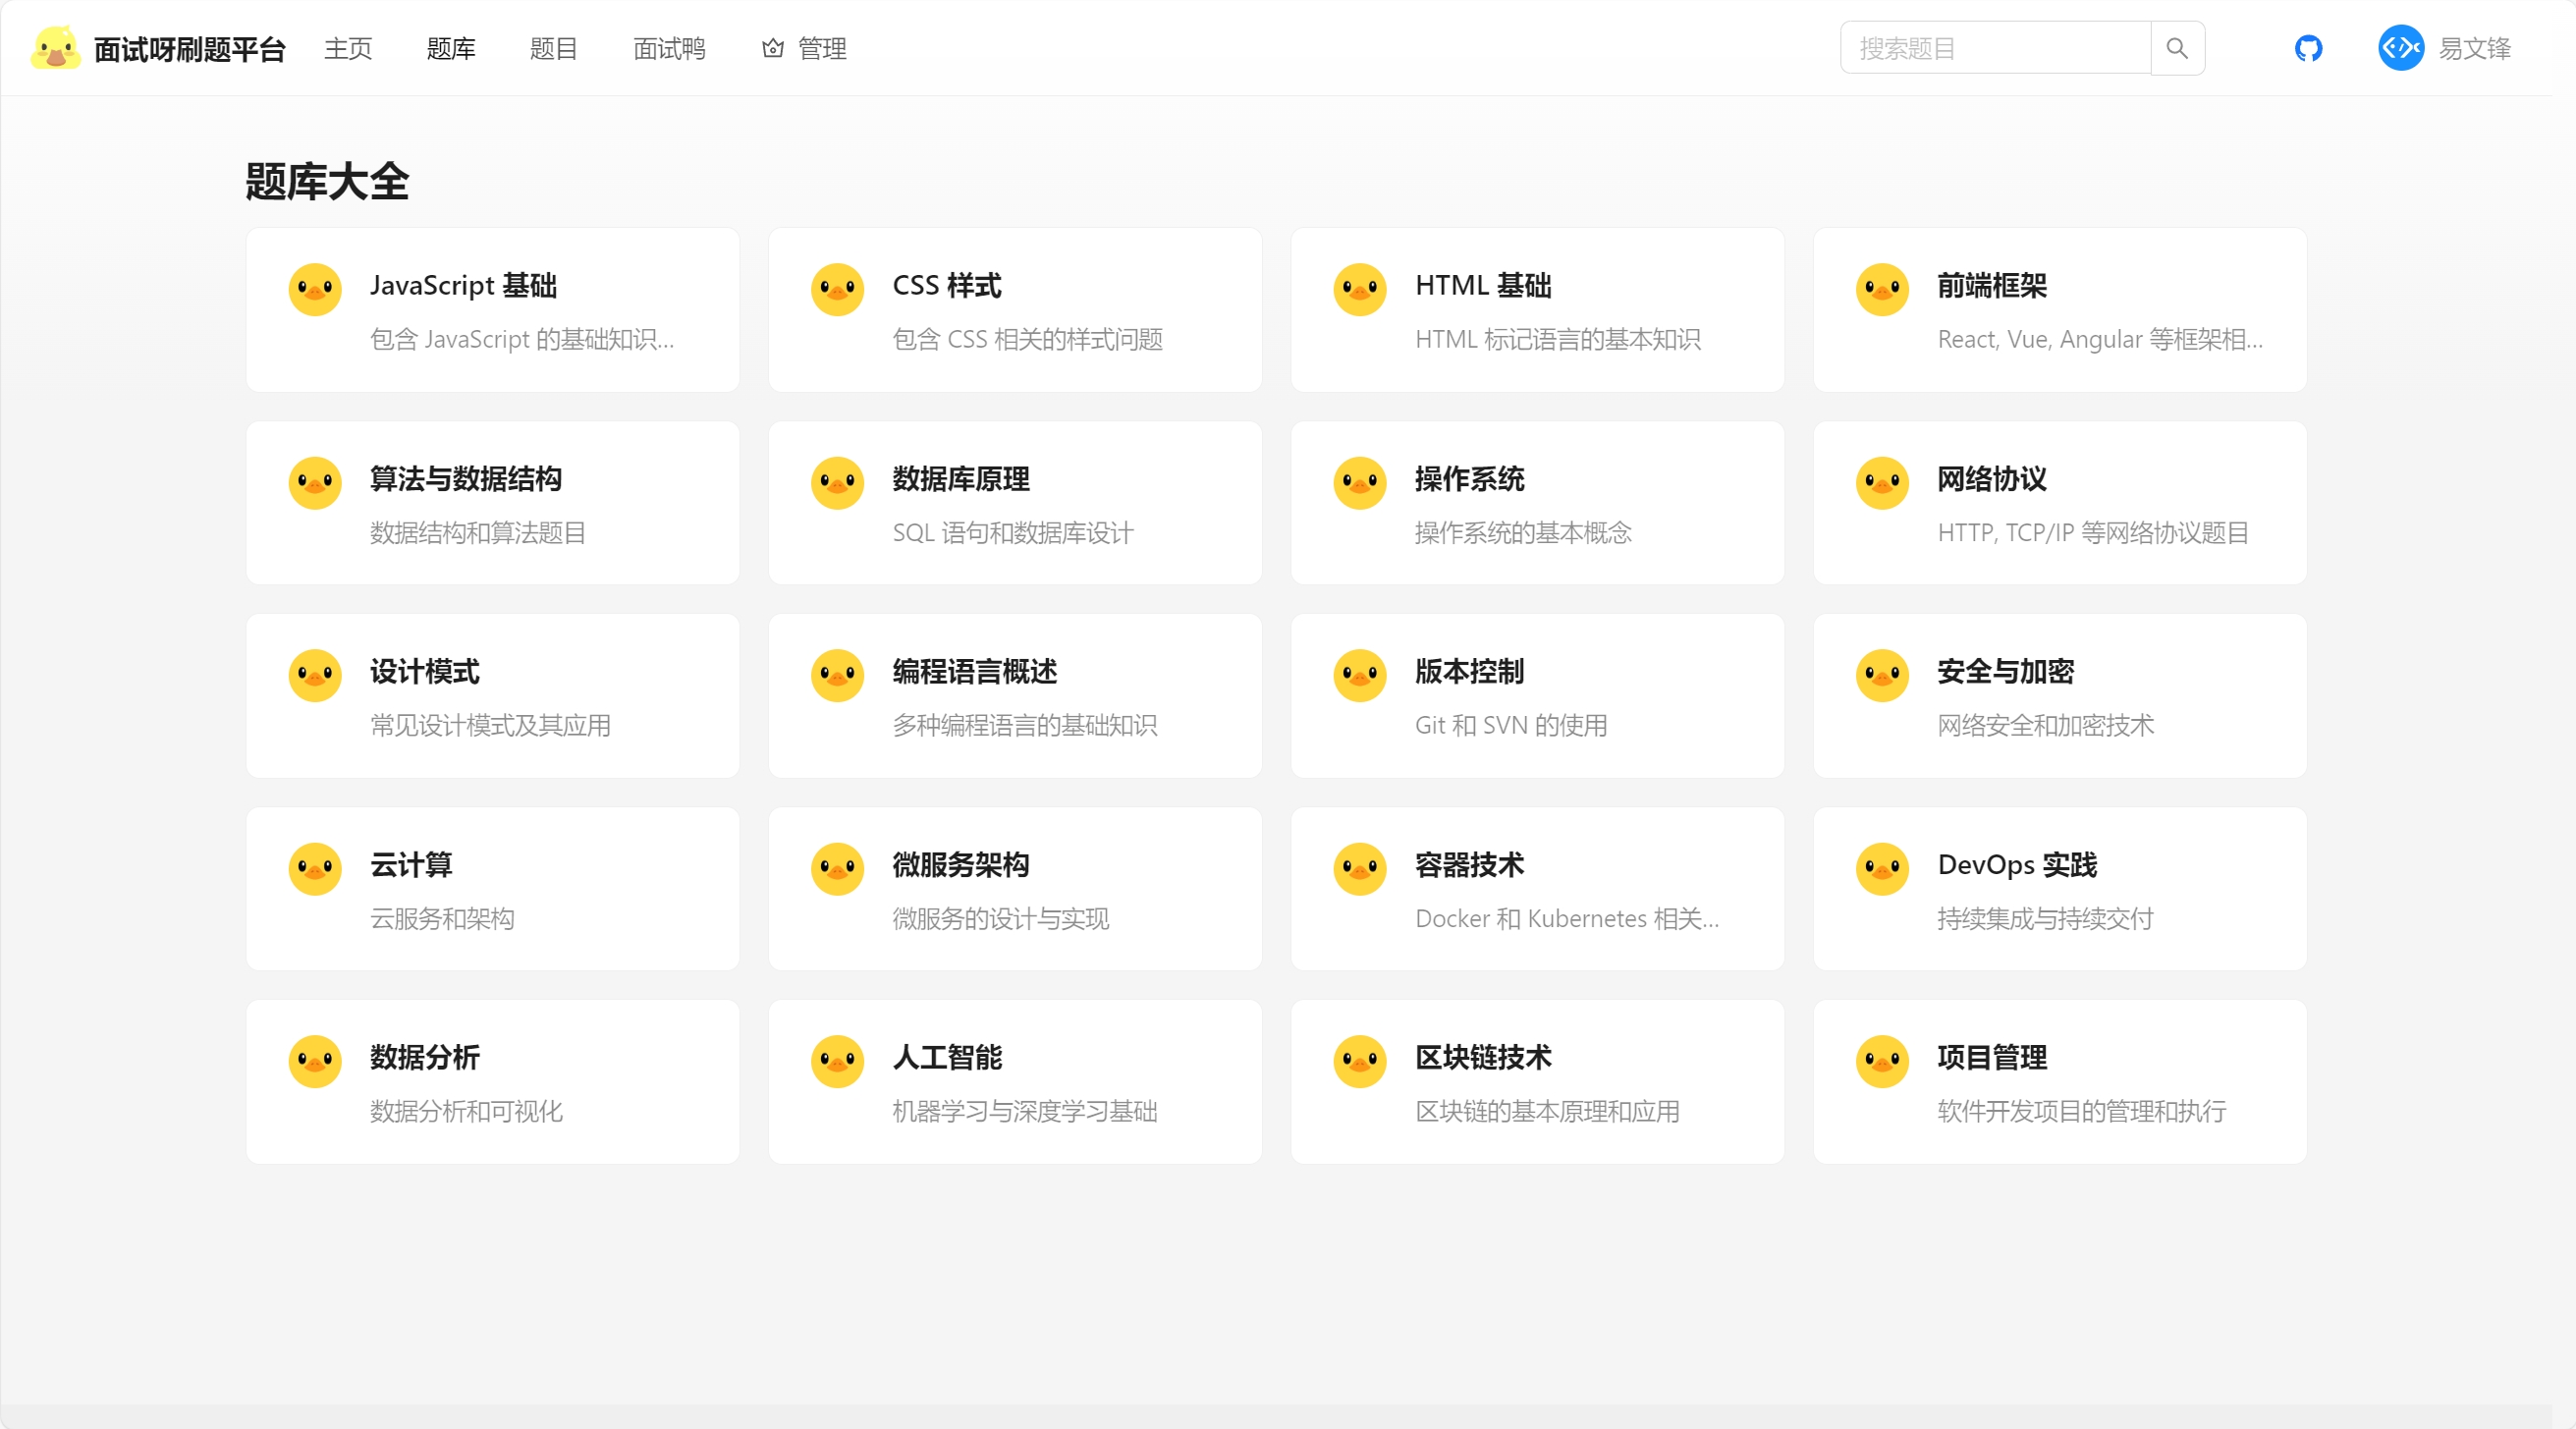 面试呀刷题平台 主页 题库 题目 面试鸭 管理 搜索题目 易文锋
题库大全
JavaScript 基础
包含 JavaScript 的基础知识...
CSS 样式
包含 CSS 相关的样式问题
HTML 基础
HTML 标记语言的基本知识
前端框架
React, Vue, Angular 等框架相...
算法与数据结构
数据结构和算法题目
数据库原理
SQL 语句和数据库设计
操作系统
操作系统的基本概念
网络协议
HTTP, TCP/IP 等网络协议题目
设计模式
常见设计模式及其应用
编程语言概述
多种编程语言的基础知识
版本控制
Git 和 SVN 的使用
安全与加密
网络安全和加密技术
云计算
云服务和架构
微服务架构
微服务的设计与实现
容器技术
Docker 和 Kubernetes 相关...
DevOps 实践
持续集成与持续交付
数据分析
数据分析和可视化
人工智能
机器学习与深度学习基础
区块链技术
区块链的基本原理和应用
项目管理
软件开发项目的管理和执行